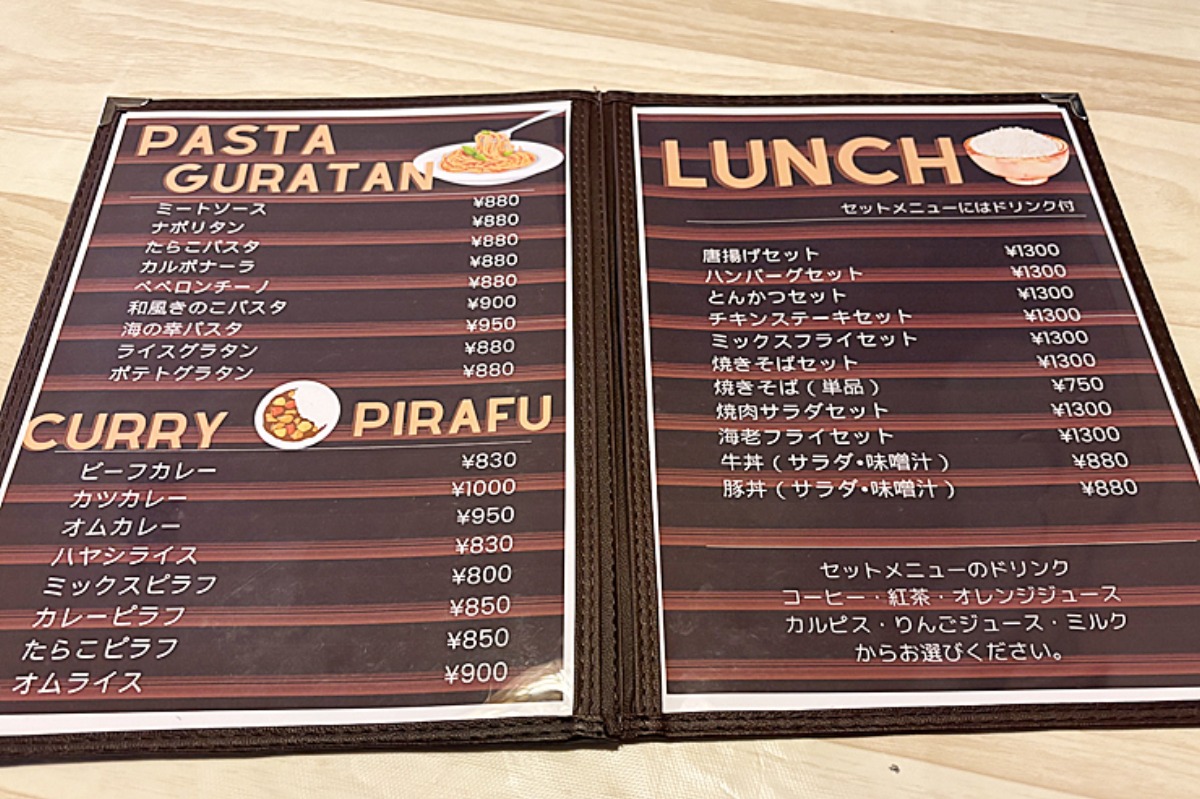 PASTA
GURATAN
ミートソース ¥880
ナポリタン ¥880
たらこパスタ ¥880
カルボナーラ ¥880
ペペロンチーノ ¥880
和風きのこパスタ ¥900
海の幸パスタ ¥950
ライスグラタン ¥880
ポテトグラタン ¥880
CURRY PIRAFU
ビーフカレー ¥830
カツカレー ¥1000
オムカレー ¥950
ハヤシライス ¥830
ミックスピラフ ¥800
カレーピラフ ¥850
たらこピラフ ¥850
オムライス ¥900
LUNCH
セットメニューにはドリンク付
唐揚げセット ¥1300
ハンバーグセット ¥1300
とんかつセット ¥1300
チキンステーキセット ¥1300
ミックスフライセット ¥1300
焼きそばセット ¥1300
焼きそば（単品） ¥750
焼肉サラダセット ¥1300
海老フライセット ¥1300
牛丼（サラダ•味噌汁） ¥880
豚丼（サラダ•味噌汁） ¥880
セットメニューのドリンク
コーヒー・紅茶・オレンジジュース
カルピス・りんごジュース・ミルク
からお選びください。